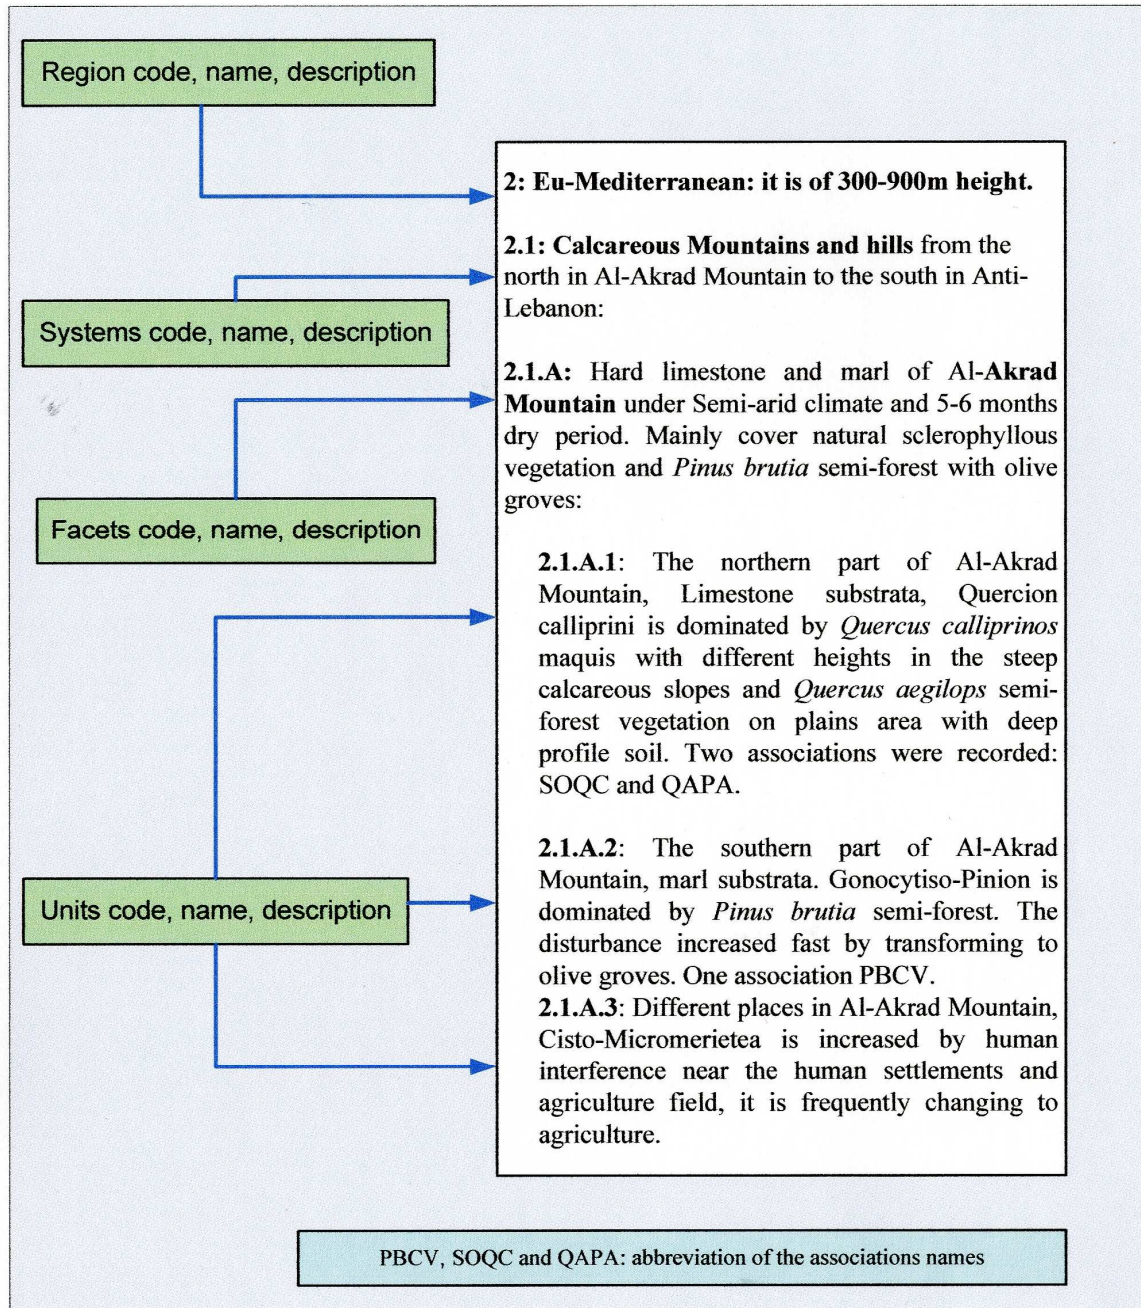 Region code, name, description
2: Eu-Mediterranean: it is of 300-900m height.
2.1: Calcareous Mountains and hills from the
north in Al-Akrad Mountain to the south in Anti-
Lebanon:
Systems code, name, description
2.1.A: Hard limestone and marl of Al-Akrad
Mountain under Semi-arid climate and 5-6 months
dry period. Mainly cover natural sclerophyllous
vegetation and Pinus brutia semi-forest with olive
groves:
Facets code, name, description
2.1.A.1: The northern part of Al-Akrad
Mountain, Limestone substrata, Quercion
calliprini is dominated by Quercus calliprinos
maquis with different heights in the steep
calcareous slopes and Quercus aegilops semi-
forest vegetation on plains area with deep
profile soil. Two associations were recorded:
SOQC and QAPA.
Units code, name, description
2.1.A.2: The southern part of Al-Akrad
Mountain, marl substrata. Gonocytiso-Pinion is
dominated by Pinus brutia semi-forest. The
disturbance increased fast by transforming to
olive groves. One association PBCV.
2.1.A.3: Different places in Al-Akrad Mountain,
Cisto-Micromerietea is increased by human
interference near the human settlements and
agriculture field, it is frequently changing to
agriculture.
PBCV, SOQC and QAPA: abbreviation of the associations names